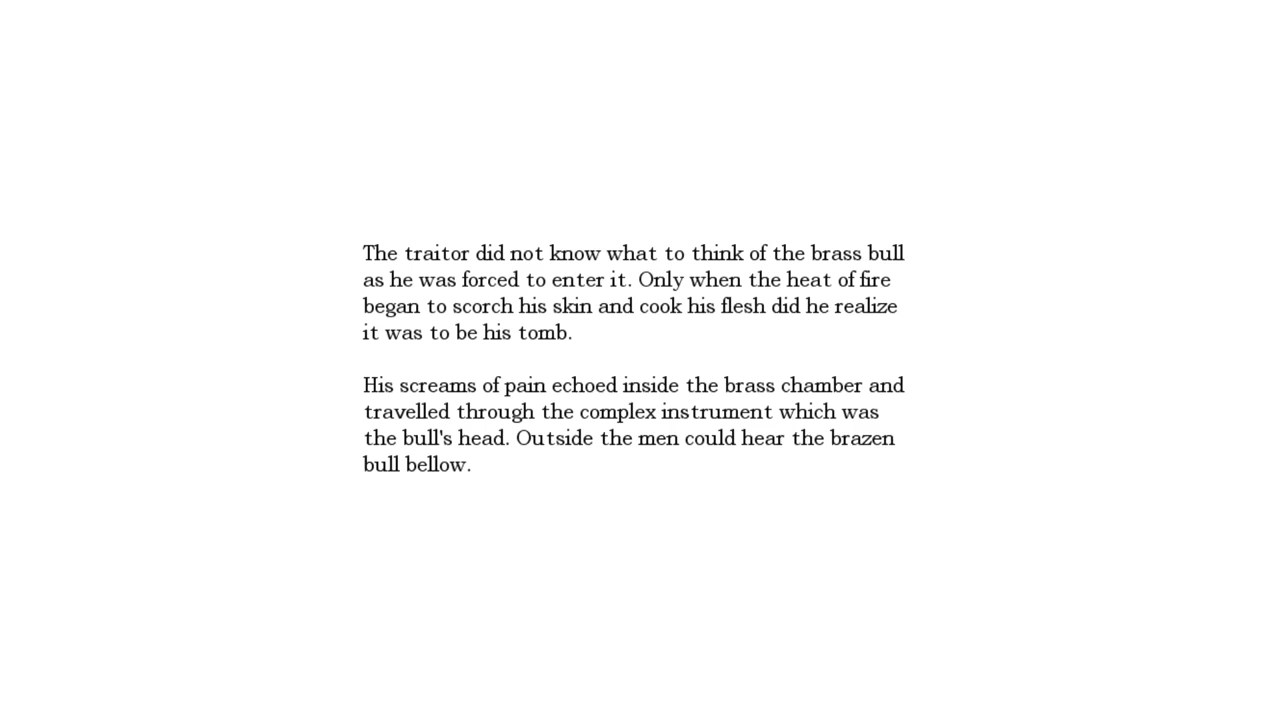 The traitor did not know what to think of the brass bull
as he was forced to enter it. Only when the heat of fire
began to scorch his skin and cook his flesh did he realize
it was to be his tomb.
His screams of pain echoed inside the brass chamber and
travelled through the complex instrument which was
the bull's head. Outside the men could hear the brazen
bull bellow.